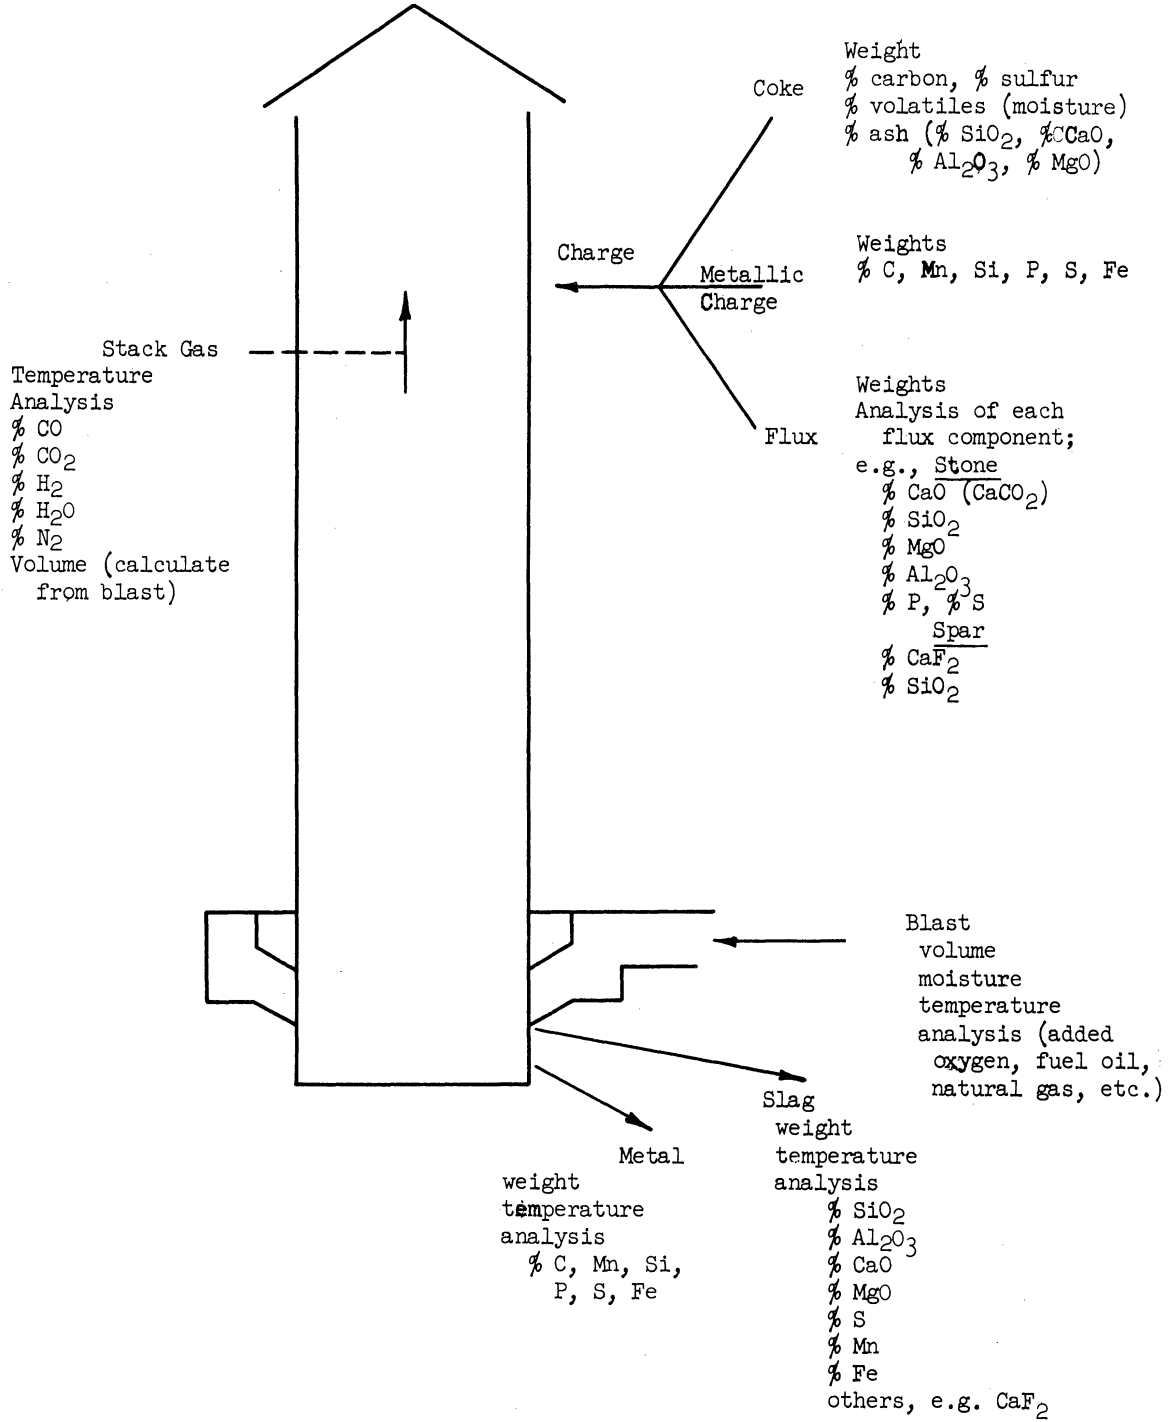 Coke
Weight
% carbon, % sulfur
% volatiles (moisture)
% ash (% SiO2, %CCaO,
% Al2O3, % MgO)
Charge
Metallic
Charge
Weights
% C, Mn, Si, P, S, Fe
Flux
Weights
Analysis of each
flux component;
e.g., Stone
% CaO (CaCO2)
% SiO2
% MgO
% Al2O3
% P, % S
Spar
% CaF2
% SiO2
Stack Gas
Temperature
Analysis
% CO
% CO2
% H2
% H2O
% N2
Volume (calculate
from blast)
Blast
volume
moisture
temperature
analysis (added
oxygen, fuel oil,
natural gas, etc.)
Slag
weight
temperature
analysis
% SiO2
% Al2O3
% CaO
% MgO
% S
% Mn
% Fe
others, e.g. CaF2
Metal
weight
temperature
analysis
% C, Mn, Si,
P, S, Fe